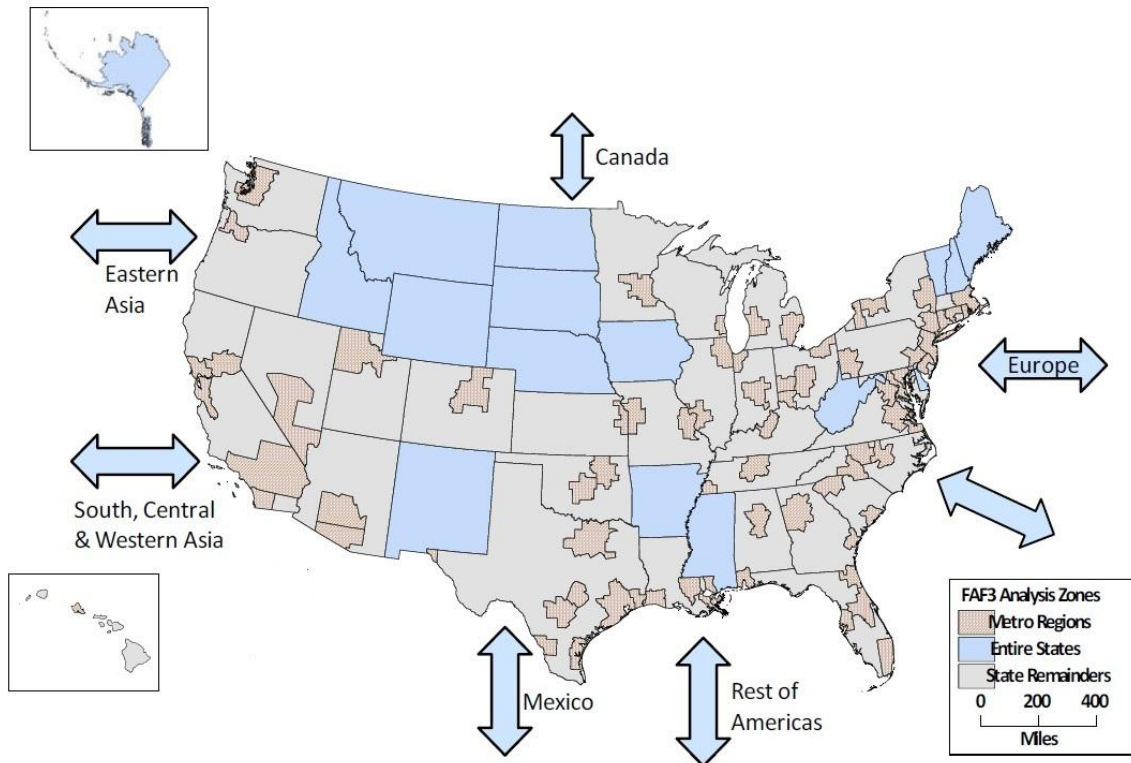 Canada
Eastern
Asia
Europe
South, Central
& Western Asia
Mexico
Rest of
Americas
FAF3 Analysis Zones
Metro Regions
Entire States
State Remainders
0 200 400
Miles